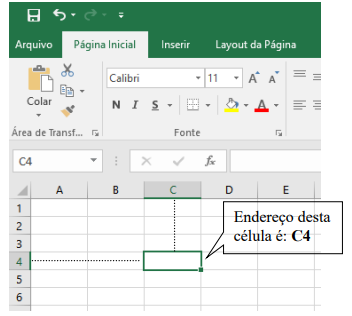 Arquivo Página Inicial Inserir Layout da Página
Colar
Calibri 11 A A
N I S A
Área de Transf... Fonte
C4 fx
A B C D E
1
2
3
4
5
6
Endereço desta
célula é: C4